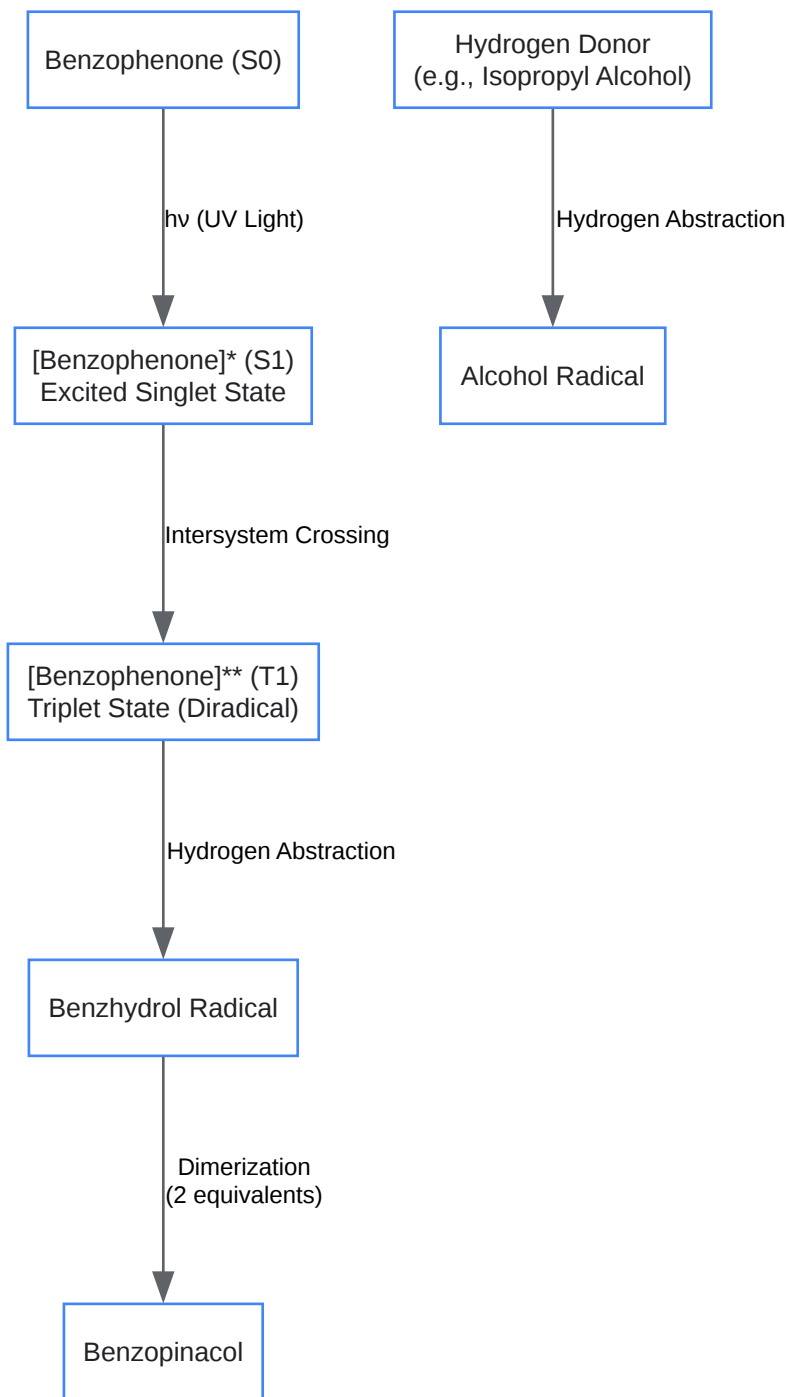 Benzophenone (S0)
Hydrogen Donor
(e.g., Isopropyl Alcohol)
hν (UV Light)
Hydrogen Abstraction
[Benzophenone]* (S1)
Excited Singlet State
Alcohol Radical
Intersystem Crossing
[Benzophenone]** (T1)
Triplet State (Diradical)
Hydrogen Abstraction
Benzhydrol Radical
Dimerization
(2 equivalents)
Benzopinacol